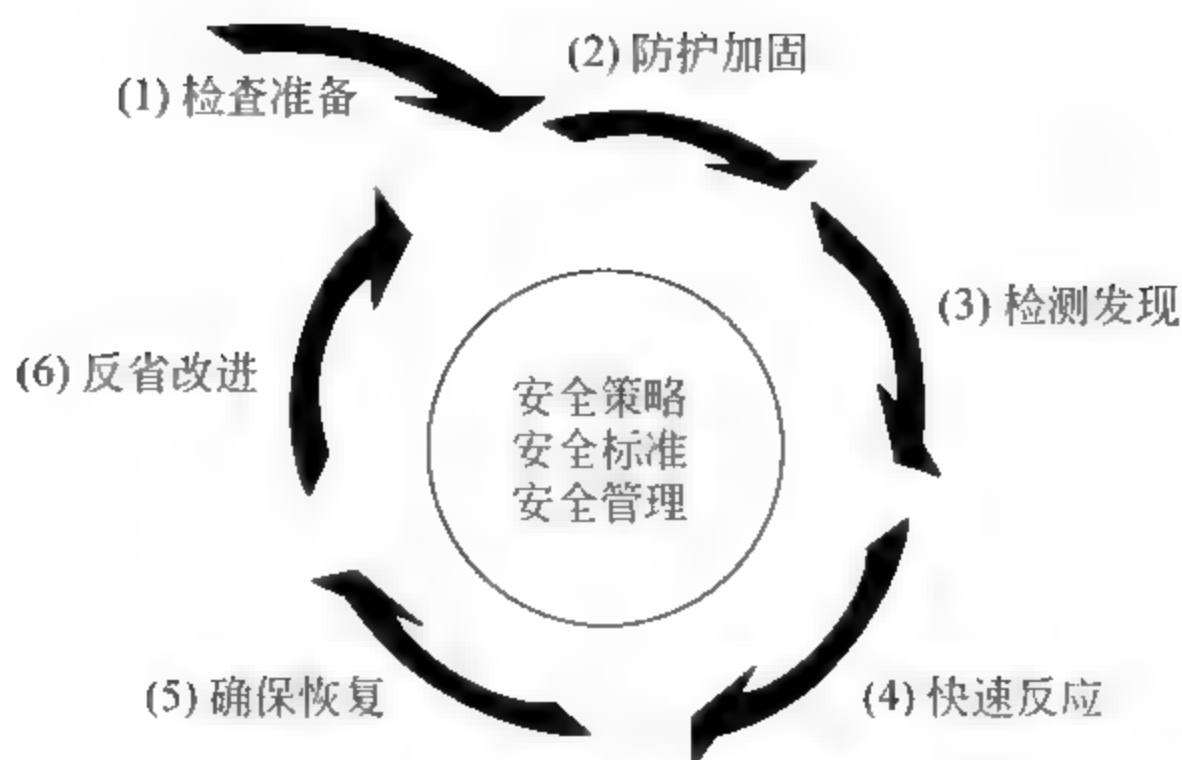 (1) 检查准备
(2) 防护加固
(3) 检测发现
(4) 快速反应
(5) 确保恢复
(6) 反省改进
安全策略
安全标准
安全管理